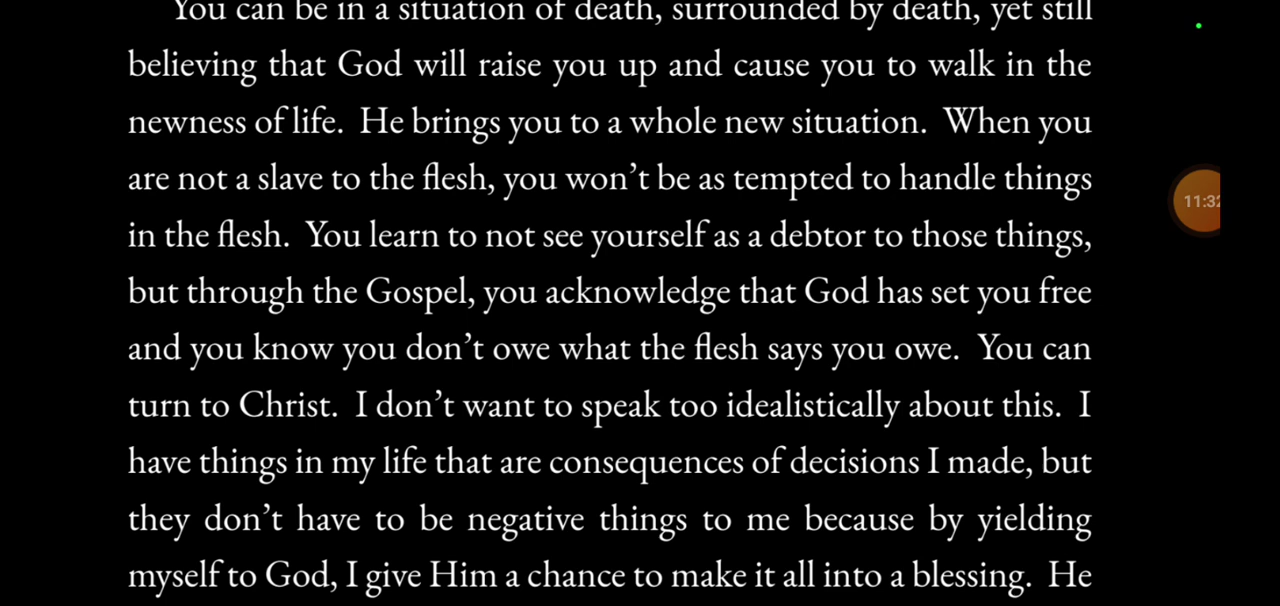 You can be in a situation of death, surrounded by death, yet still
believing that God will raise you up and cause you to walk in the
newness of life.  He brings you to a whole new situation.  When you
are not a slave to the flesh, you won’t be as tempted to handle things
in the flesh.  You learn to not see yourself as a debtor to those things,
but through the Gospel, you acknowledge that God has set you free
and you know you don’t owe what the flesh says you owe.  You can
turn to Christ.  I don’t want to speak too idealistically about this.  I
have things in my life that are consequences of decisions I made, but
they don’t have to be negative things to me because by yielding
myself to God, I give Him a chance to make it all into a blessing.  He
11:32